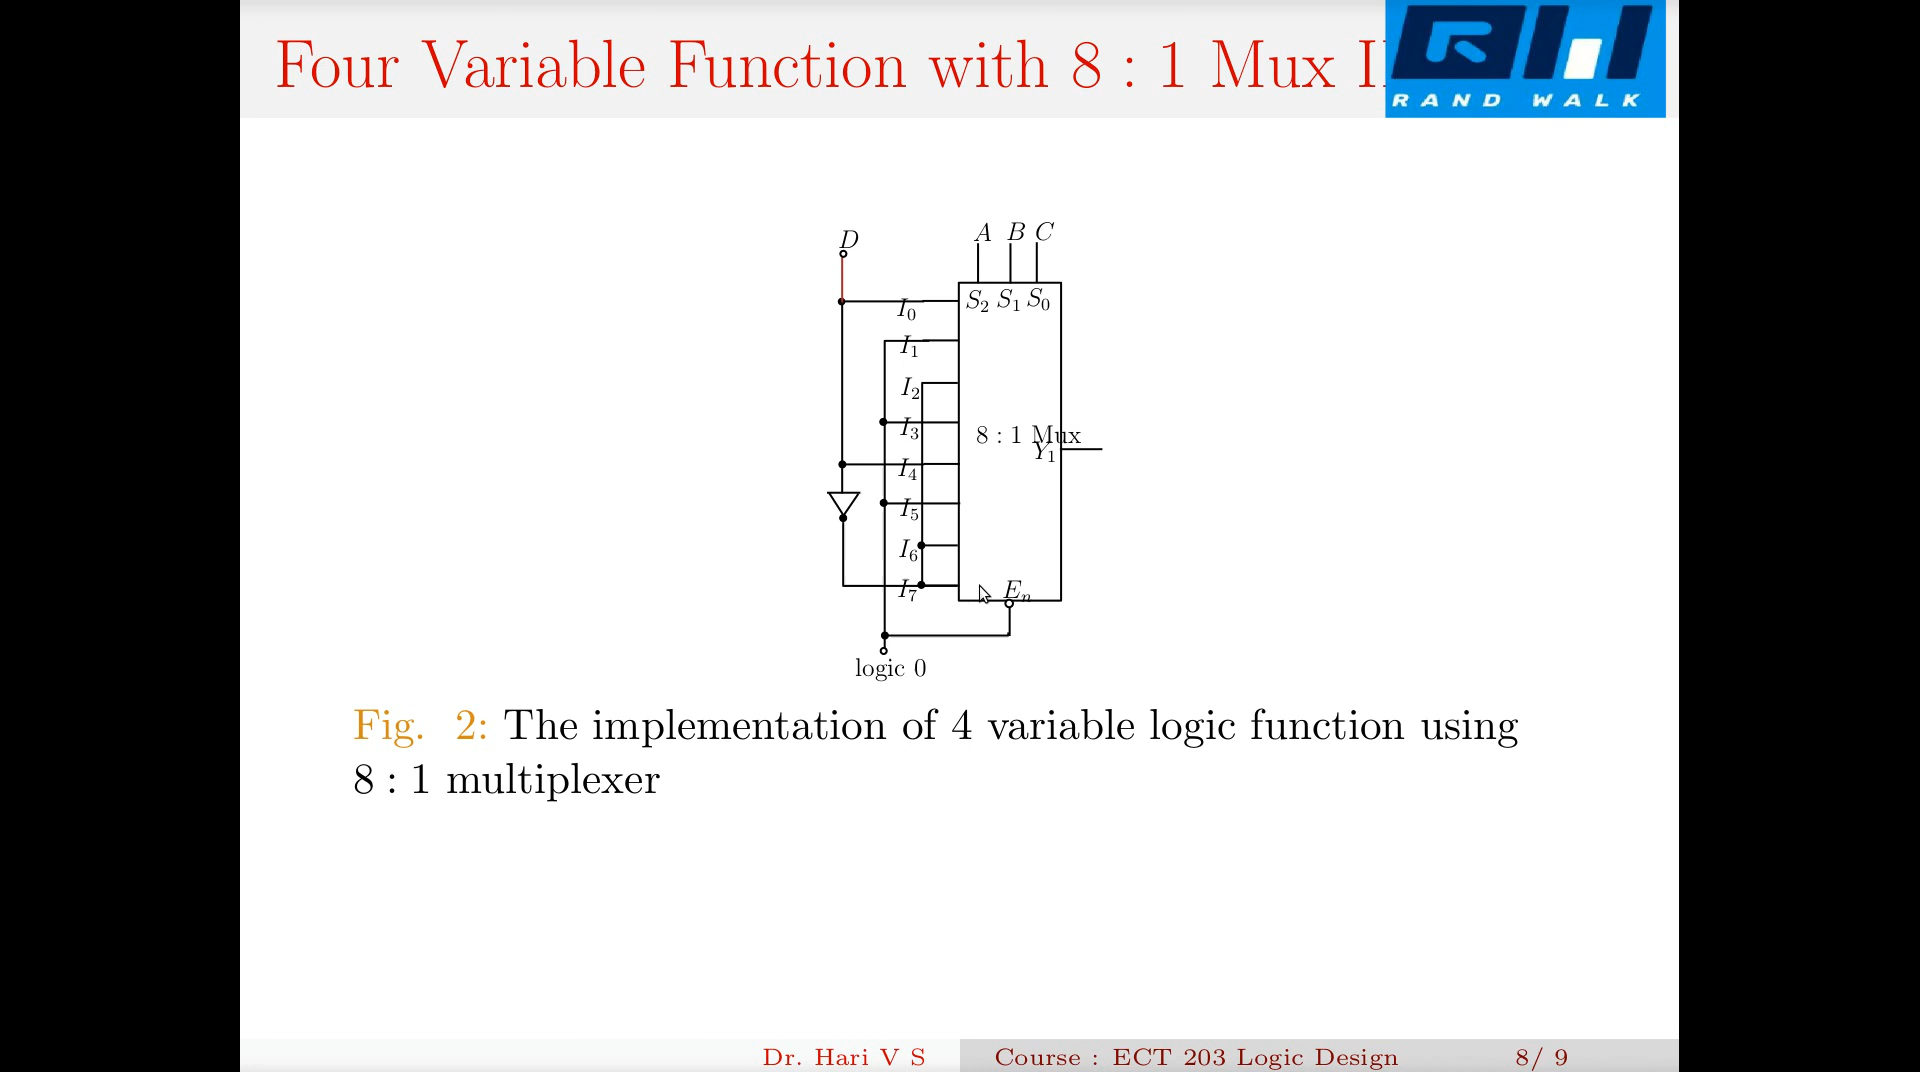 Four Variable Function with 8 : 1 Mux
RAND WALK
D
A B C
S2 S1 S0
I0
I1
I2
I3
8 : 1 Mux
Y1
I4
I5
I6
I7
En
logic 0
Fig. 2: The implementation of 4 variable logic function using
8 : 1 multiplexer
Dr. Hari V S Course : ECT 203 Logic Design 8/ 9